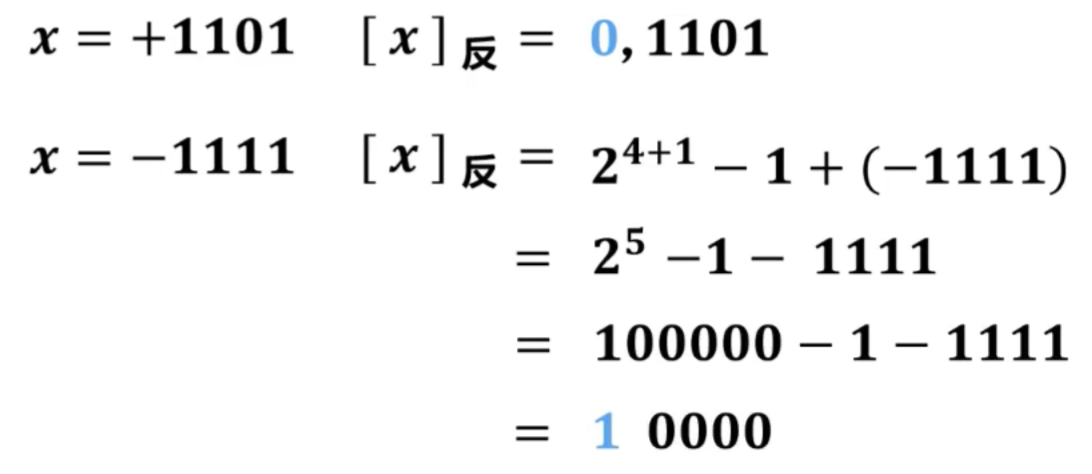 x = +1101 [ x ]反 = 0, 1101
x = −1111 [ x ]反 = 2^{4+1} − 1 + (−1111)
= 2^5 −1 − 1111
= 100000 − 1 − 1111
= 1 0000